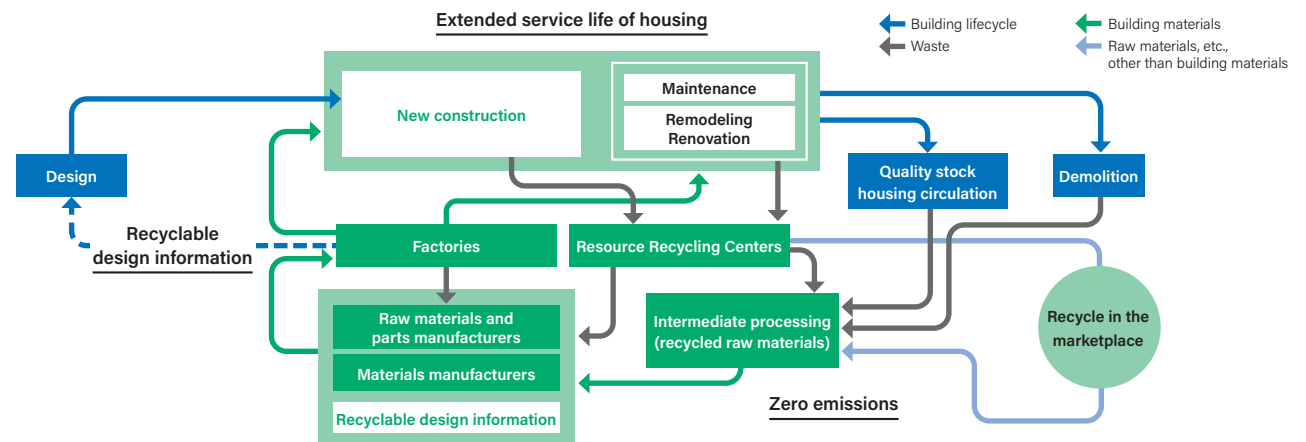 Extended service life of housing
Building lifecycle
Waste
Building materials
Raw materials, etc.,
other than building materials
New construction
Maintenance
Remodeling
Renovation
Design
Quality stock
housing circulation
Demolition
Recyclable
design information
Factories
Resource Recycling Centers
Raw materials and
parts manufacturers
Materials manufacturers
Recyclable design information
Intermediate processing
(recycled raw materials)
Recycle in the
marketplace
Zero emissions